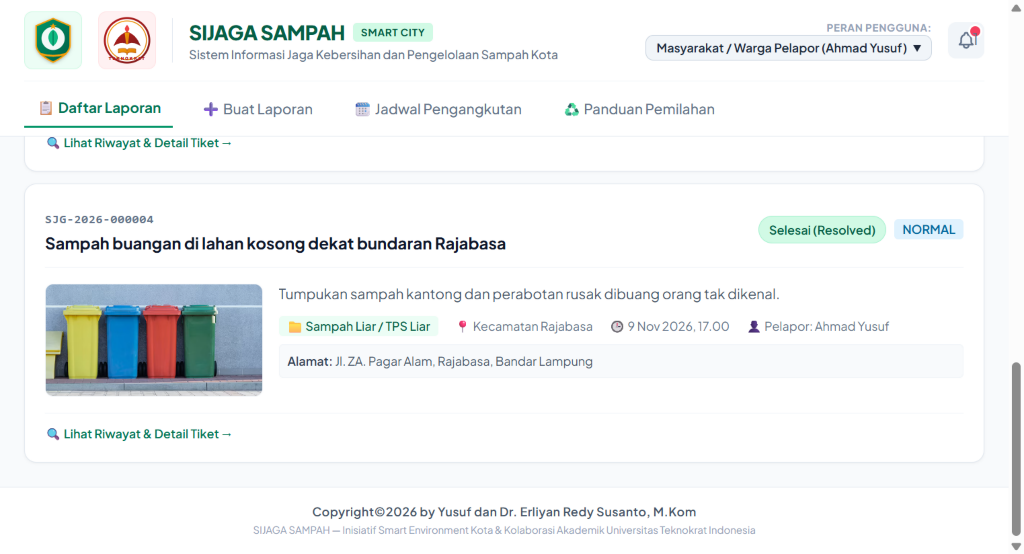 SIJAGA SAMPAH SMART CITY
Sistem Informasi Jaga Kebersihan dan Pengelolaan Sampah Kota
PERAN PENGGUNA:
Masyarakat / Warga Pelapor (Ahmad Yusuf) ▼
Daftar Laporan
Buat Laporan
Jadwal Pengangkutan
Panduan Pemilahan
Lihat Riwayat & Detail Tiket →
SJG-2026-000004
Sampah buangan di lahan kosong dekat bundaran Rajabasa
Selesai (Resolved)
NORMAL
Tumpukan sampah kantong dan perabotan rusak dibuang orang tak dikenal.
Sampah Liar / TPS Liar
Kecamatan Rajabasa
9 Nov 2026, 17.00
Pelapor: Ahmad Yusuf
Alamat: Jl. ZA. Pagar Alam, Rajabasa, Bandar Lampung
Lihat Riwayat & Detail Tiket →
Copyright©2026 by Yusuf dan Dr. Erliyan Redy Susanto, M.Kom
SIJAGA SAMPAH — Inisiatif Smart Environment Kota & Kolaborasi Akademik Universitas Teknokrat Indonesia